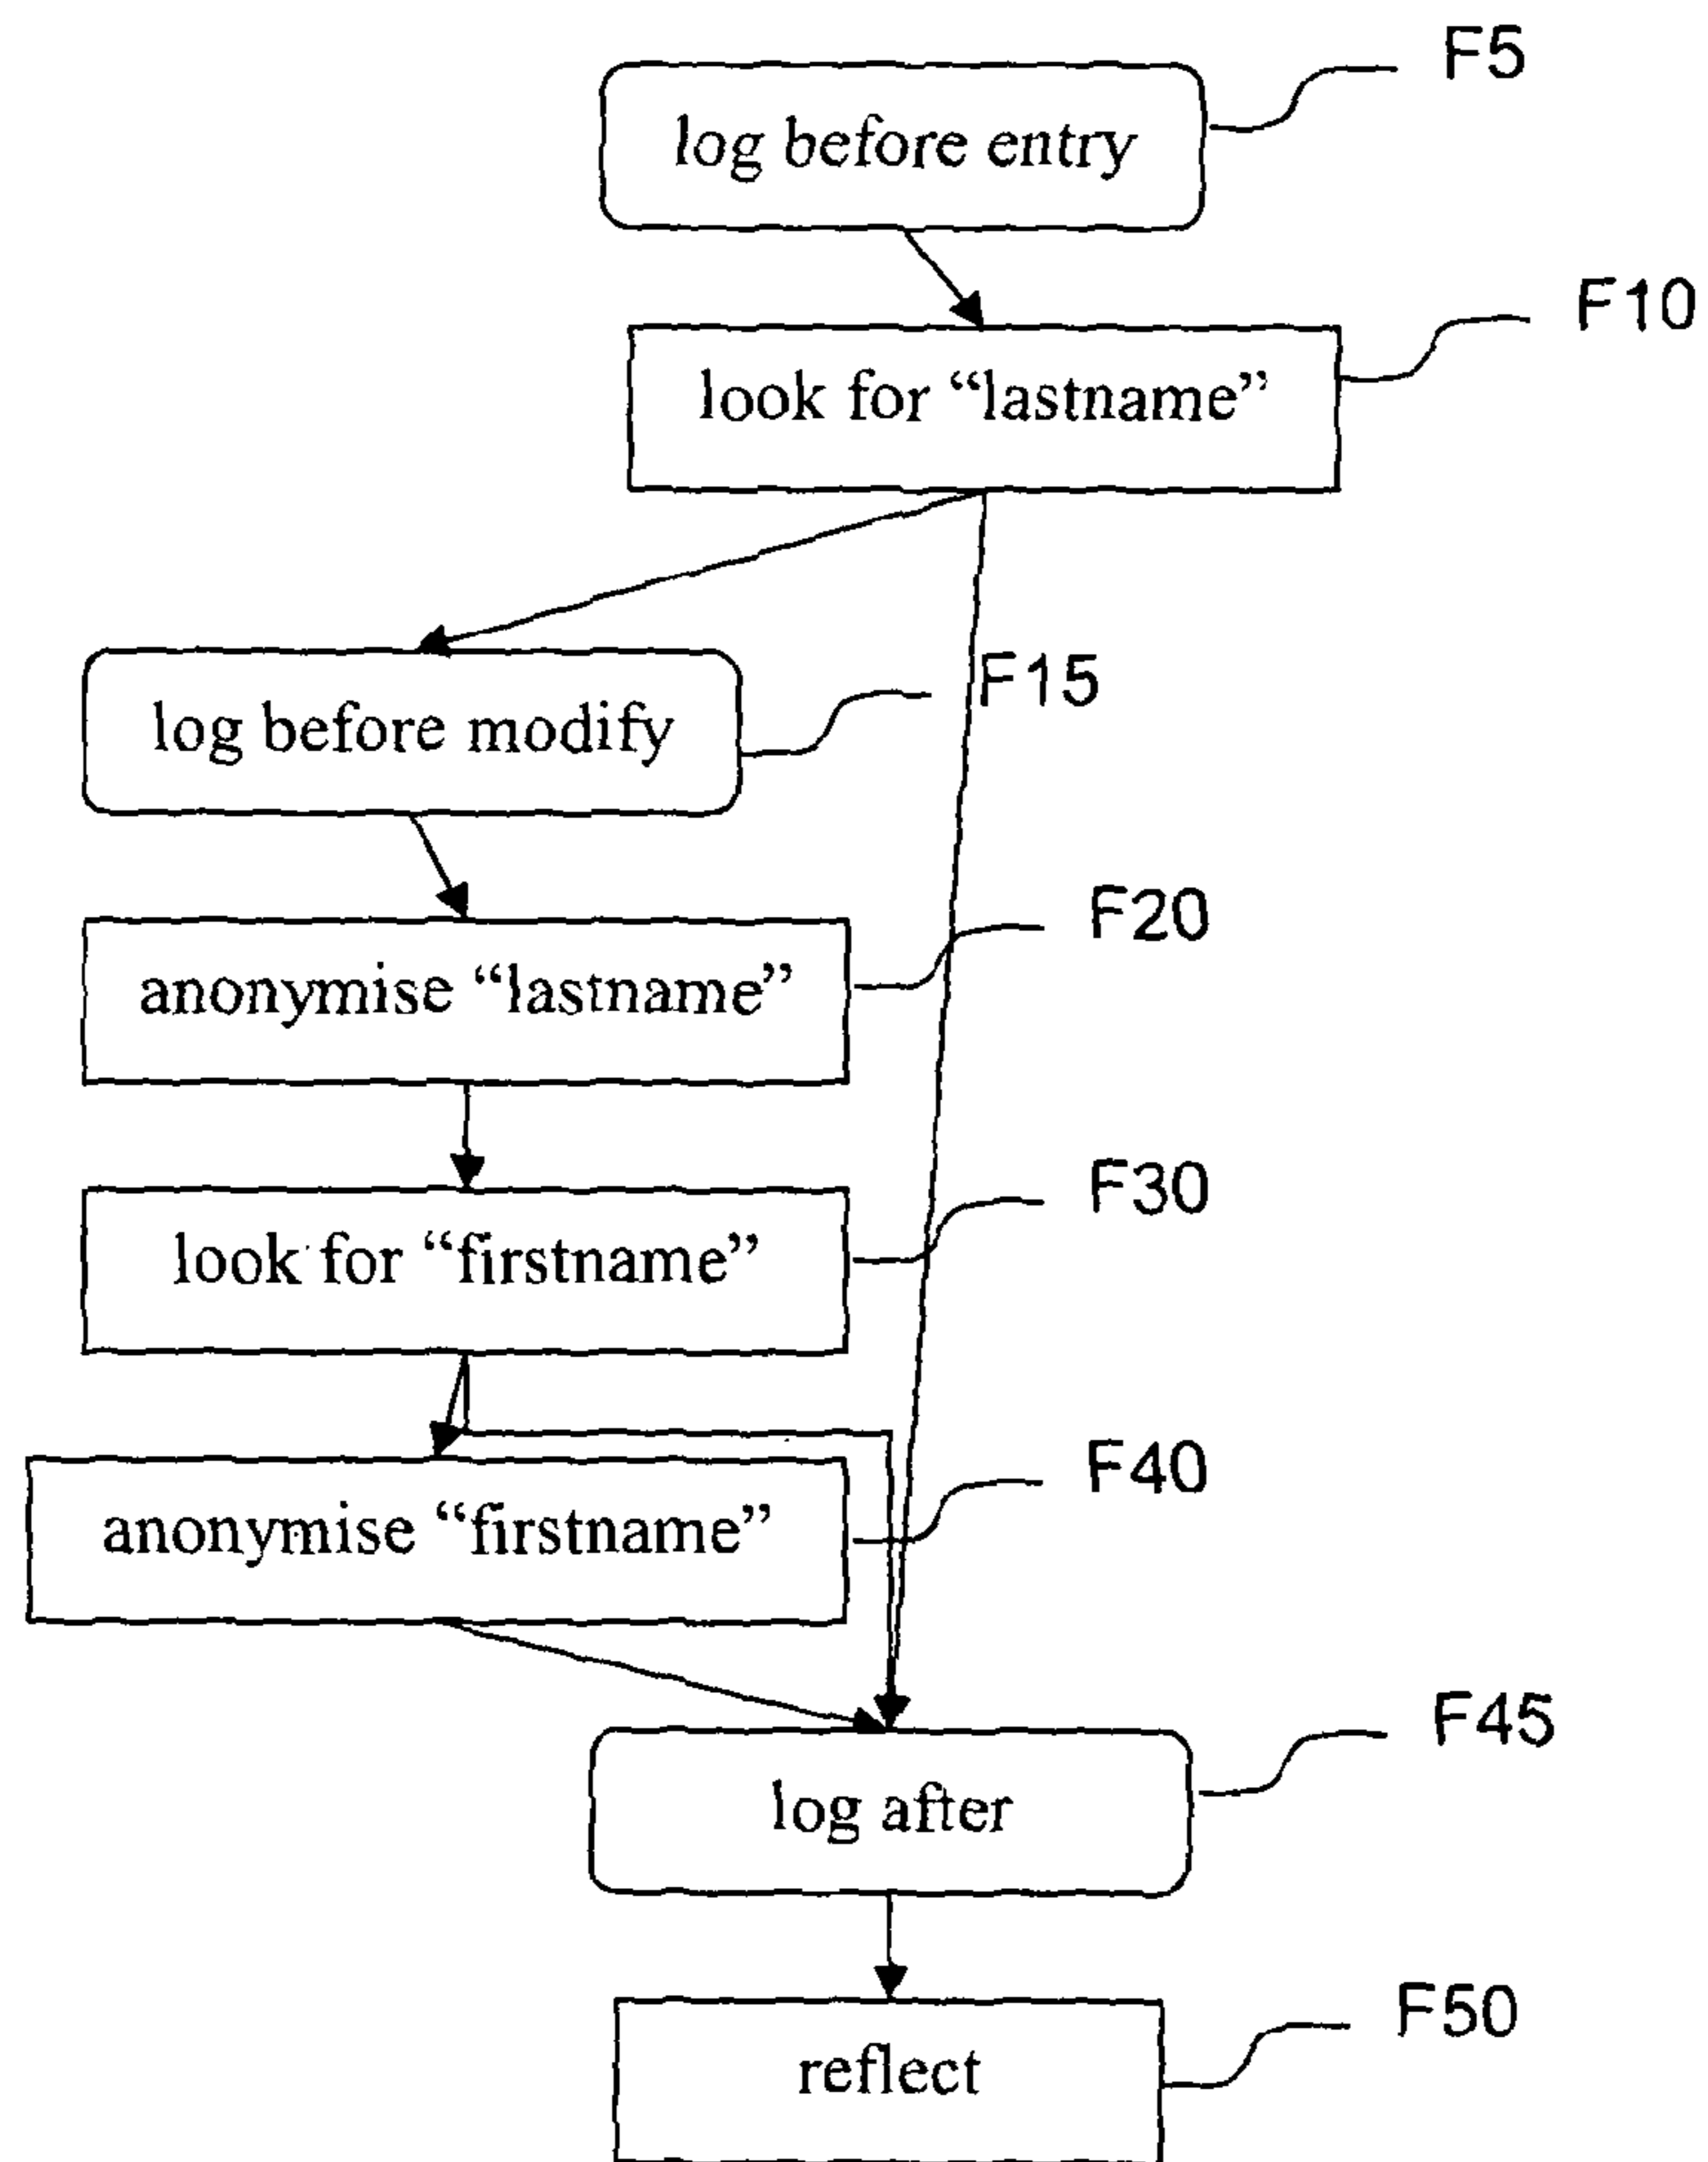 F5
log before entry
F10
look for “lastname”
F15
log before modify
F20
anonymise “lastname”
F30
look for “firstname”
F40
anonymise “firstname”
F45
log after
F50
reflect